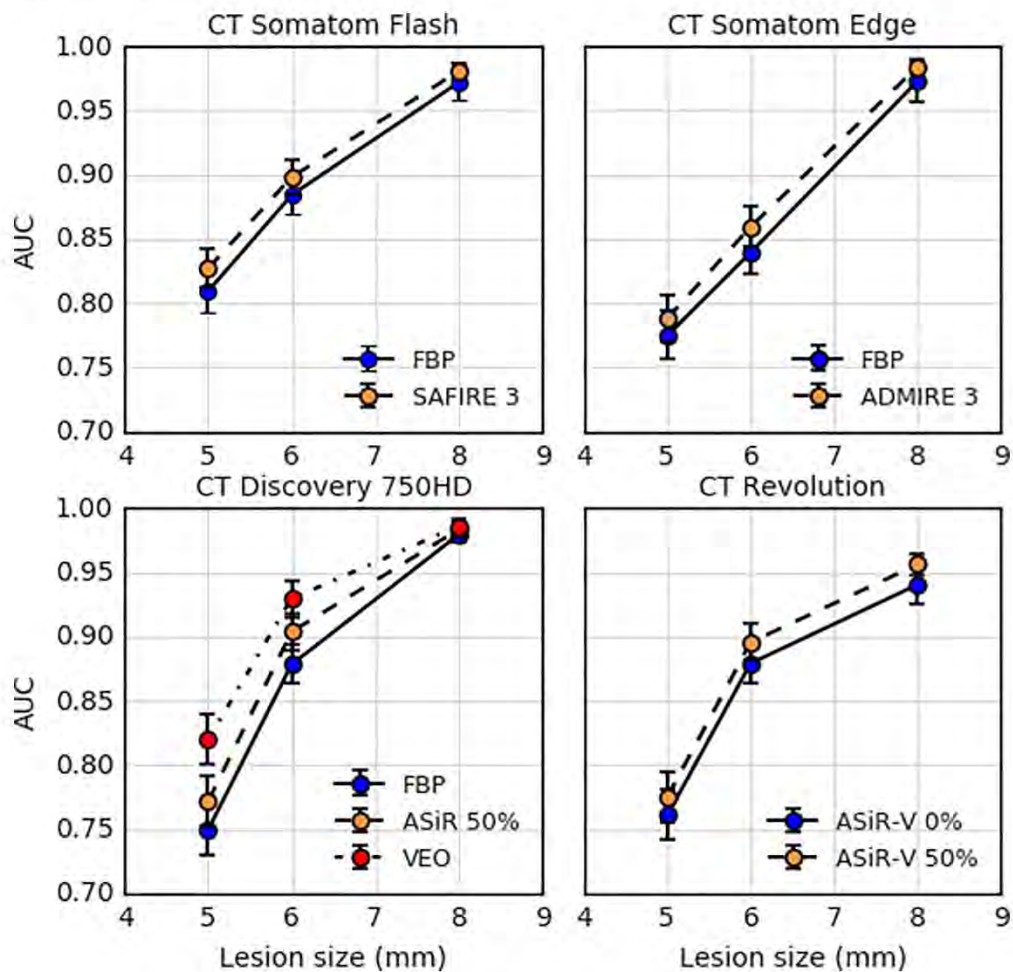 CT Somatom Flash
CT Somatom Edge
1.00
0.95
0.90
0.85
0.80
0.75
0.70
AUC
FBP
SAFIRE 3
FBP
ADMIRE 3
4 5 6 7 8 9
4 5 6 7 8 9
CT Discovery 750HD
CT Revolution
1.00
0.95
0.90
0.85
0.80
0.75
0.70
AUC
FBP
ASiR 50%
VEO
ASiR-V 0%
ASiR-V 50%
4 5 6 7 8 9
4 5 6 7 8 9
Lesion size (mm)
Lesion size (mm)